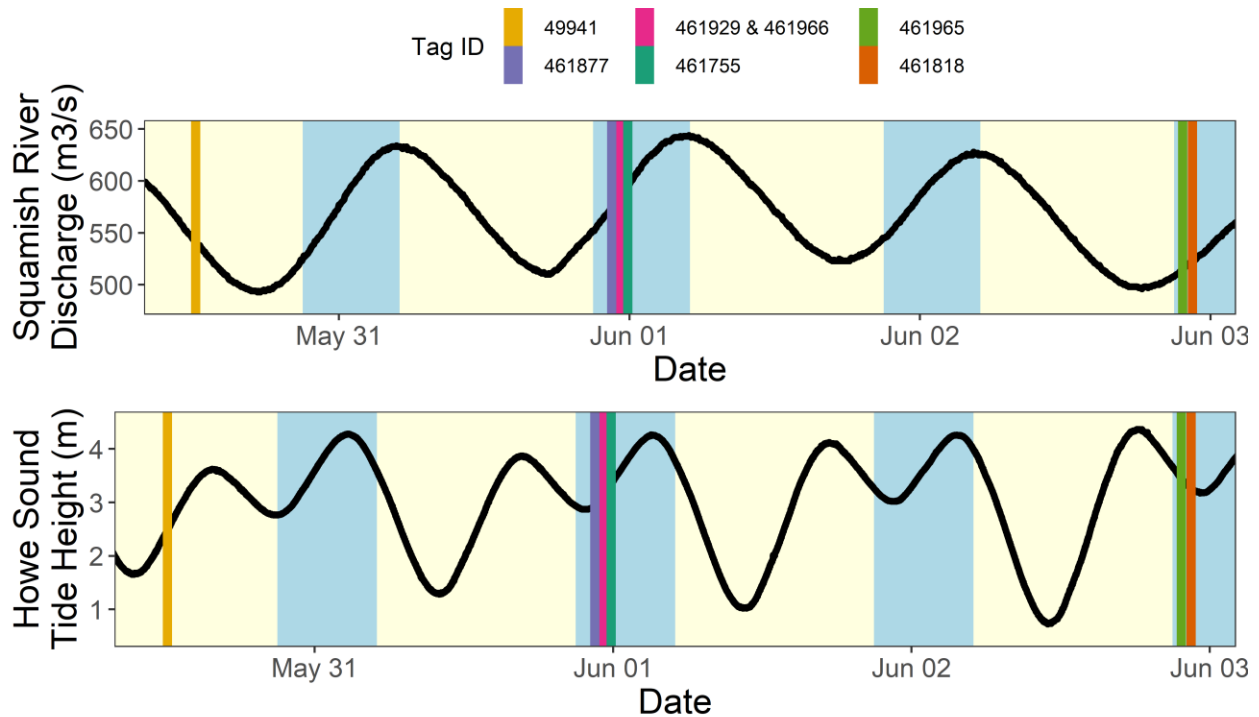 Tag ID
49941
461929 & 461966
461965
461877
461755
461818
Squamish River
Discharge (m3/s)
650
600
550
500
May 31
Jun 01
Jun 02
Jun 03
Date
Howe Sound
Tide Height (m)
4
3
2
1
May 31
Jun 01
Jun 02
Jun 03
Date